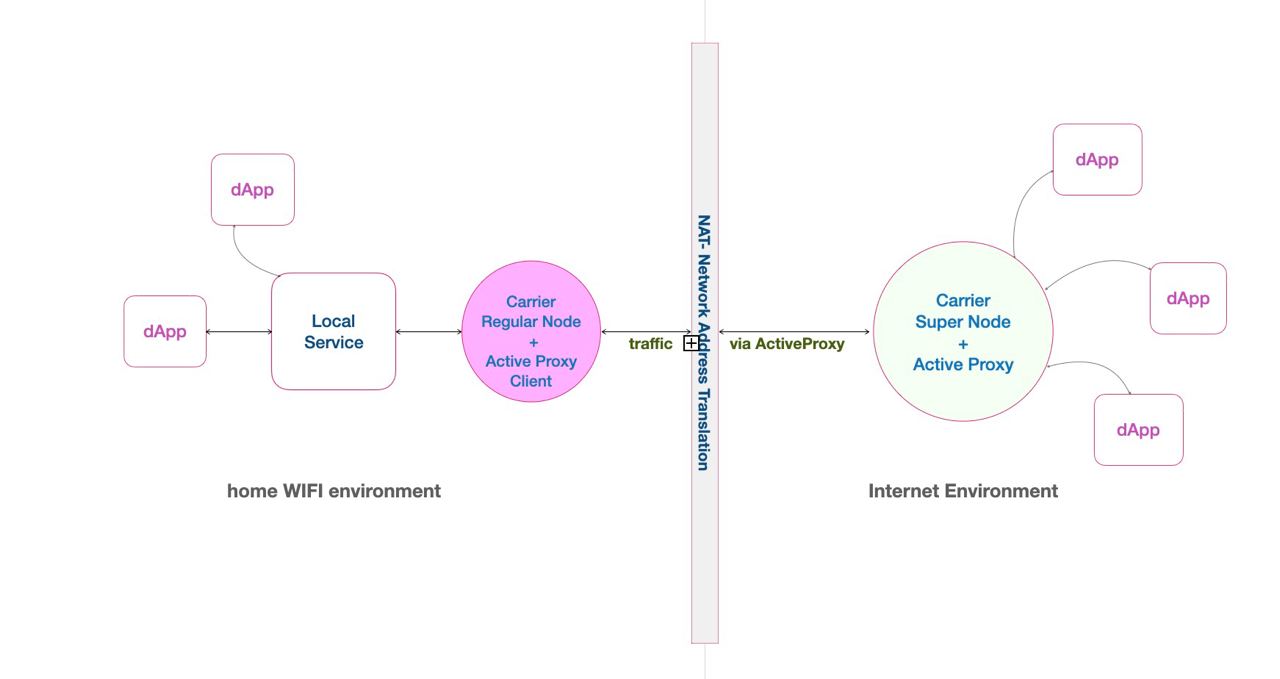 dApp
dApp
Local
Service
Carrier
Regular Node
+
Active Proxy
Client
traffic
NAT- Network Address Translation
via ActiveProxy
Carrier
Super Node
+
Active Proxy
dApp
dApp
dApp
home WIFI environment
Internet Environment